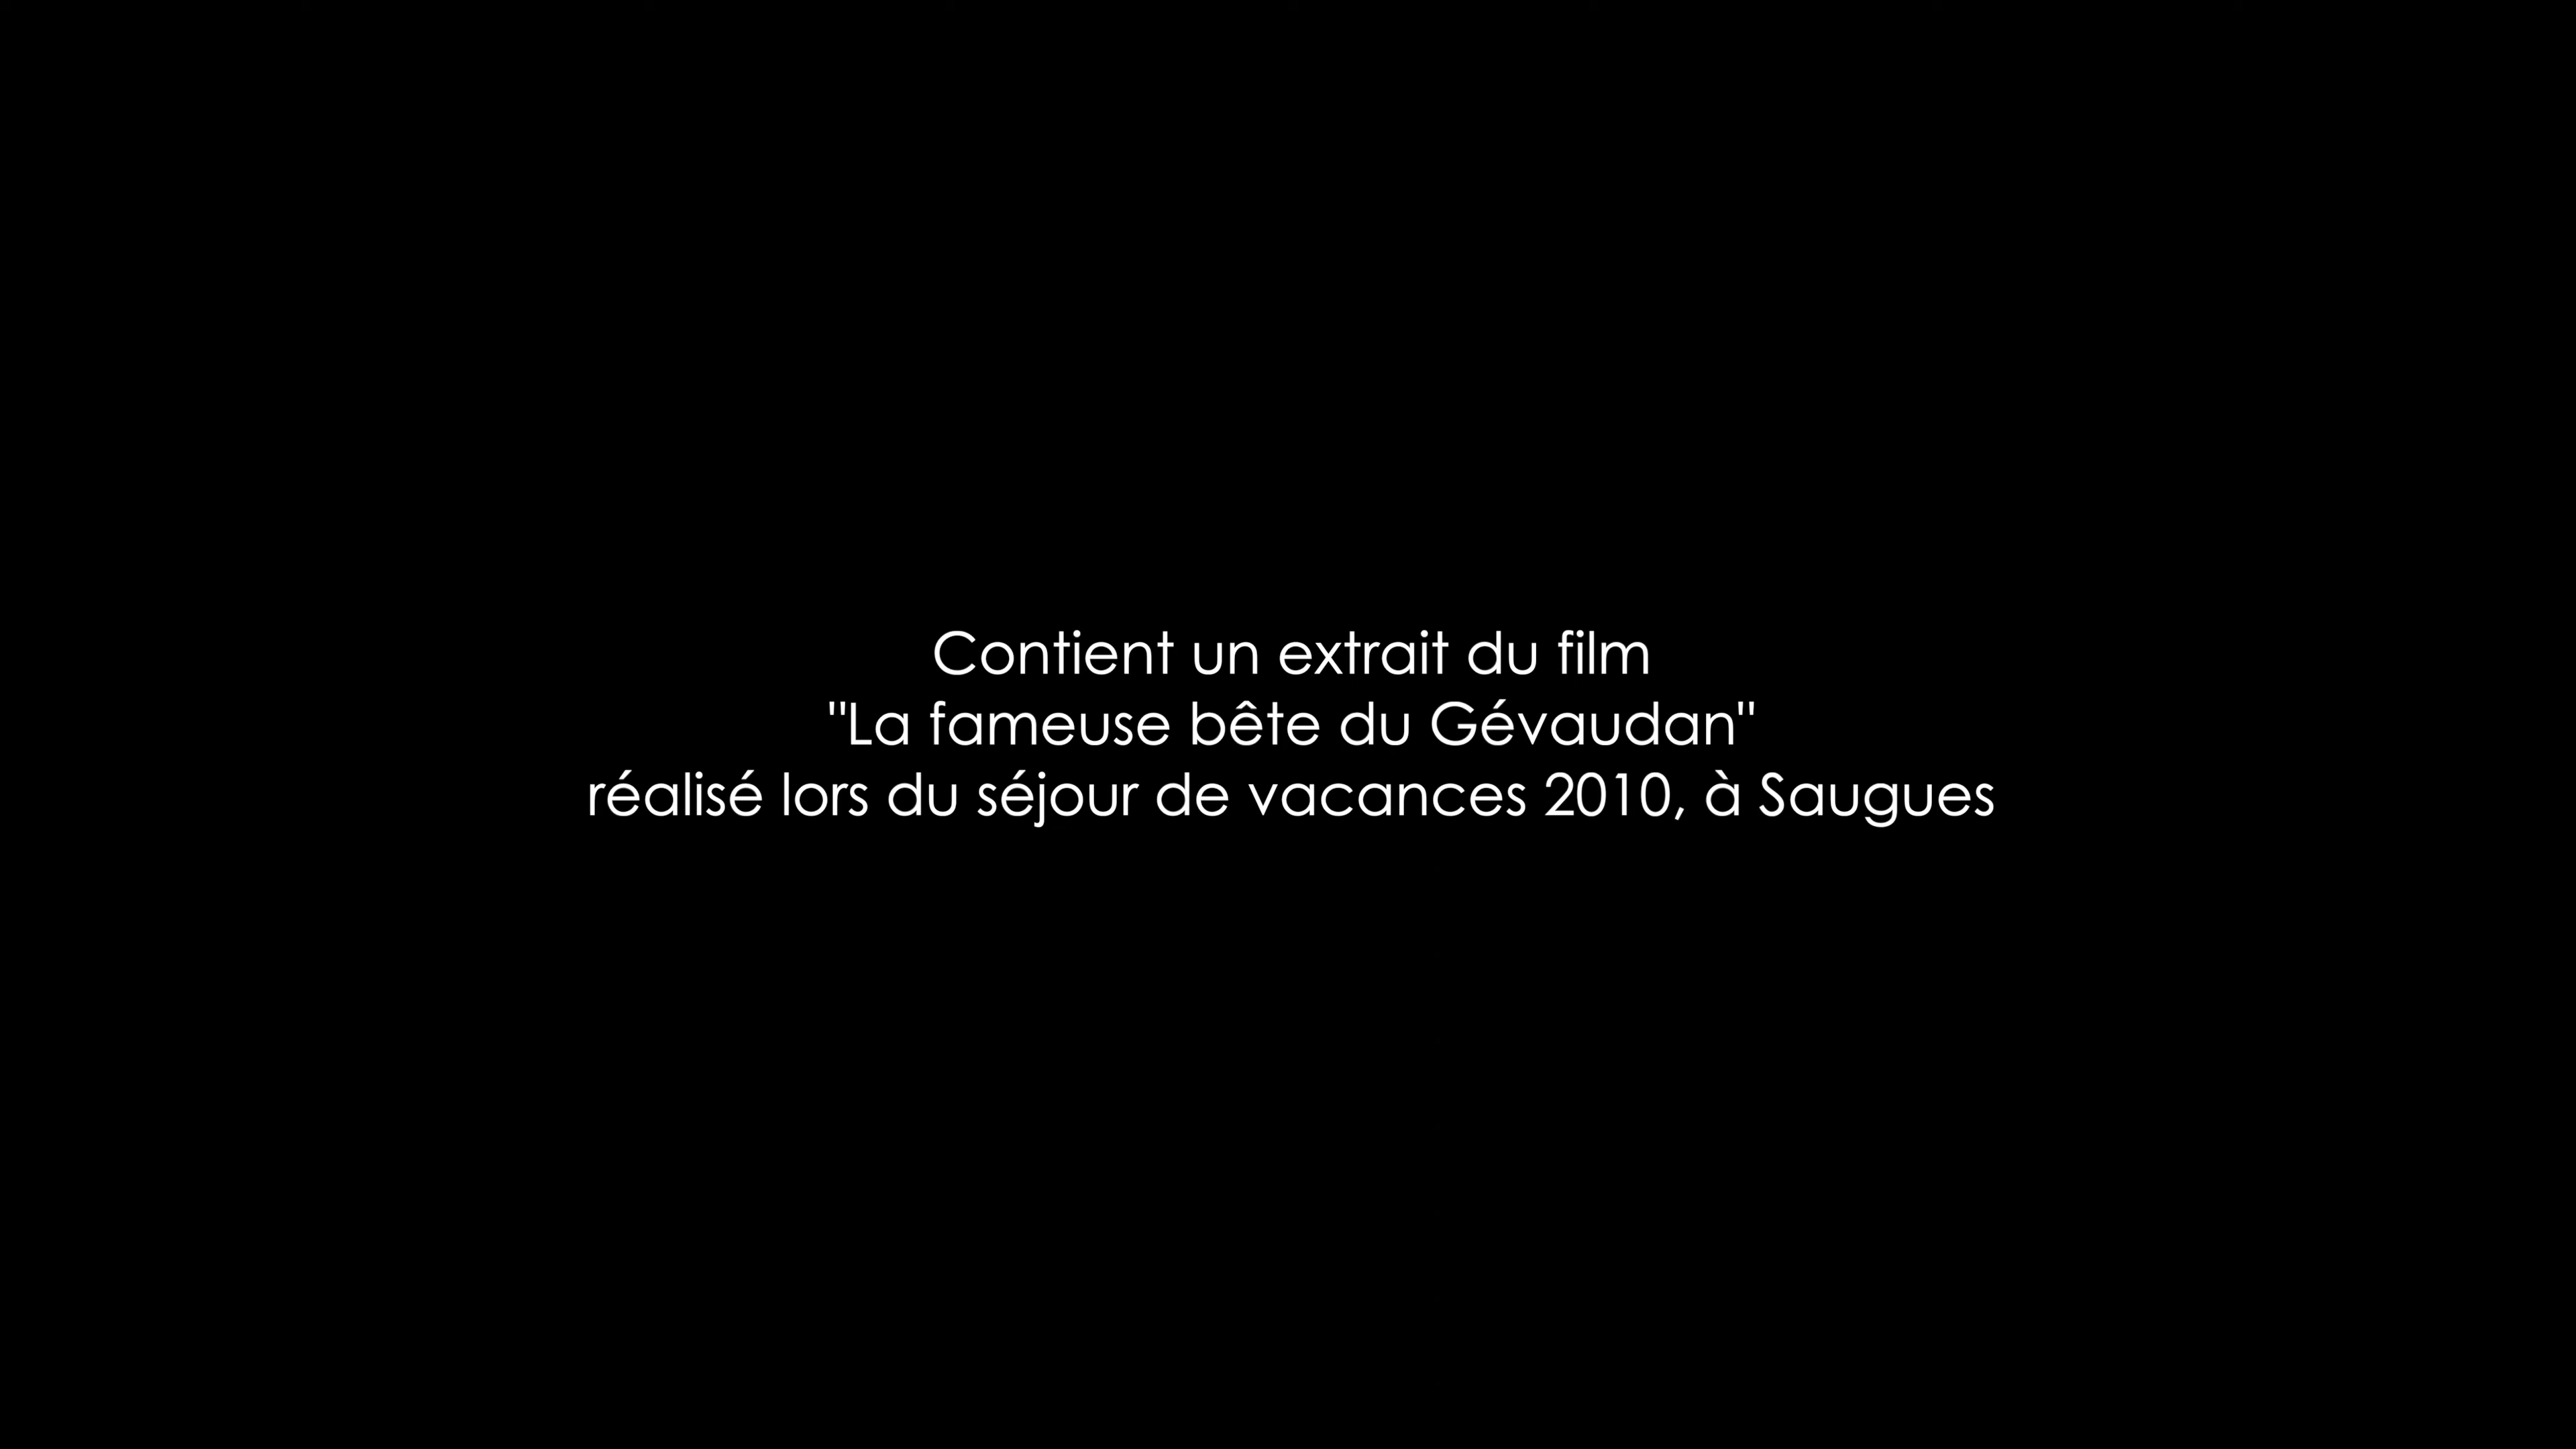 Contient un extrait du film
"La fameuse bête du Gévaudan"
réalisé lors du séjour de vacances 2010, à Saugues